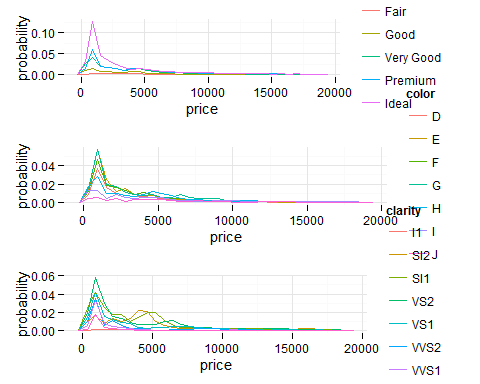 probability
0.10
0.05
0.00
0 5000 10000 15000 20000
price
Fair
Good
Very Good
Premium
Ideal
color
D
E
F
G
H
I
J
probability
0.04
0.02
0.00
0 5000 10000 15000 20000
price
clarity
I1
SI2
SI1
VS2
VS1
VVS2
VVS1
probability
0.06
0.04
0.02
0.00
0 5000 10000 15000 20000
price